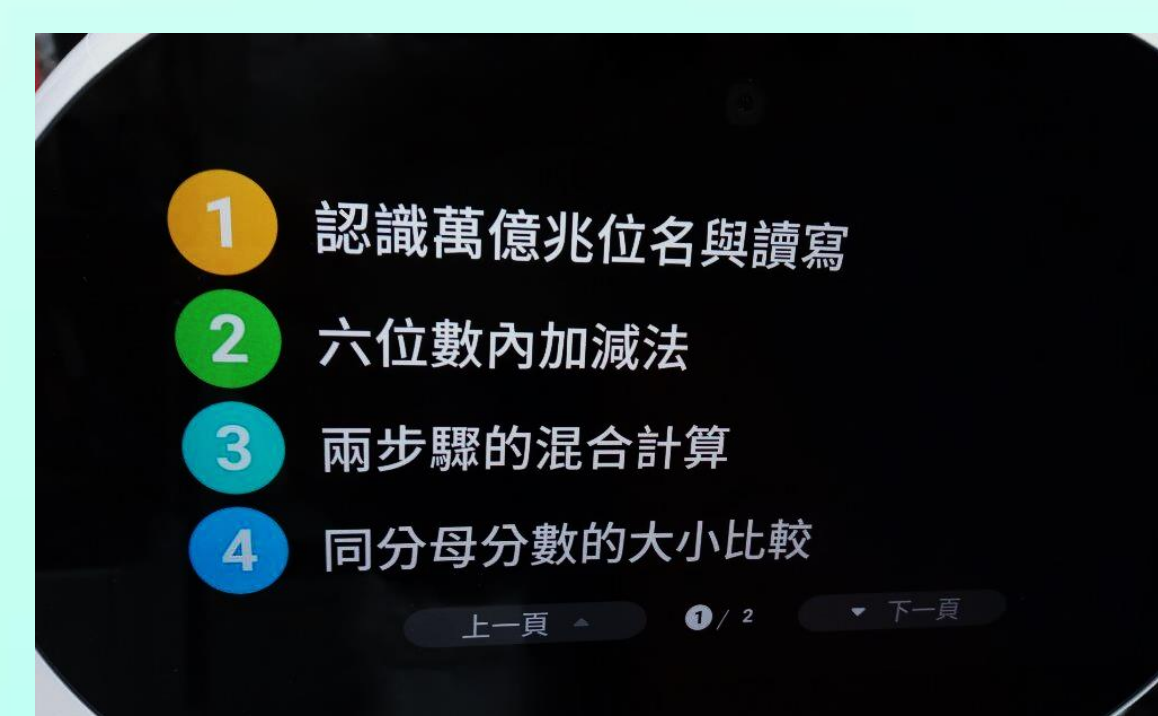 1 認識萬億兆位名與讀寫
2 六位數內加減法
3 兩步驟的混合計算
4 同分母分數的大小比較
上一頁 1 / 2 下一頁